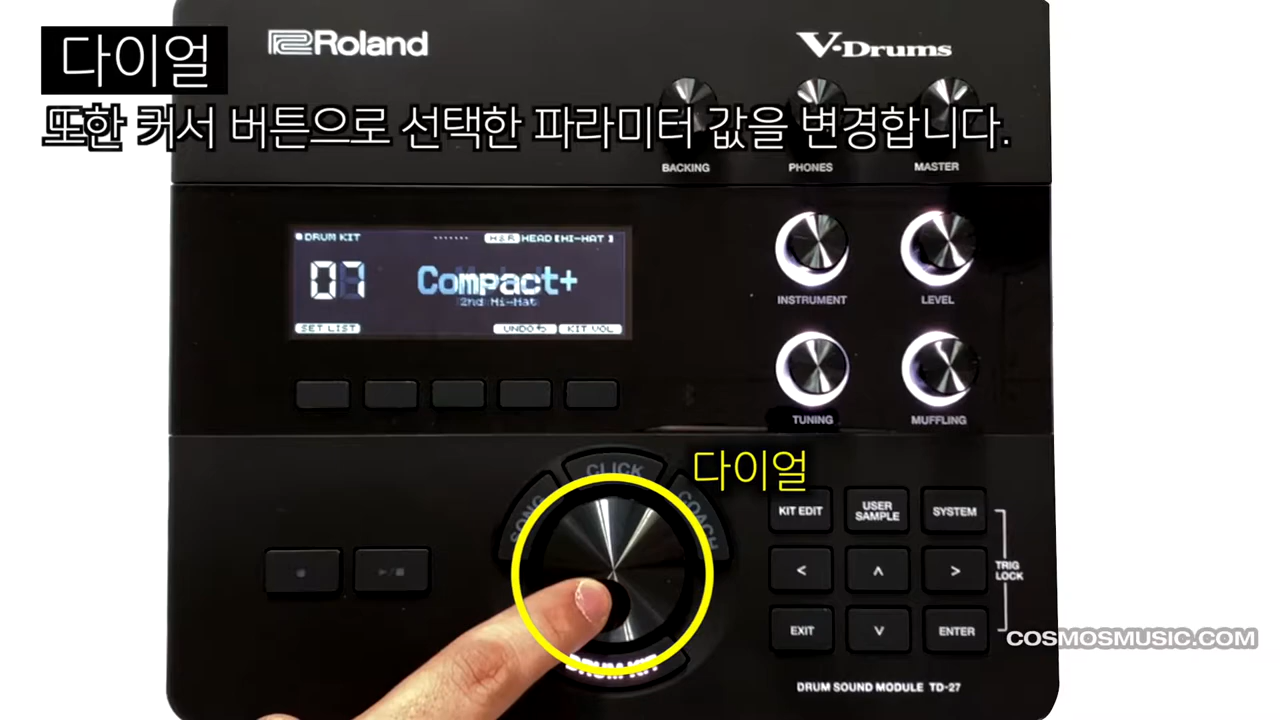 다이얼
또한 커서 버튼으로 선택한 파라미터 값을 변경합니다.
Roland
V-Drums
BACKING
PHONES
MASTER
DRUM KIT
H&R HEAD [HI-HAT ]
07
Compact+
2nd Hi-Hat
SET LIST
UNDO
KIT VOL
INSTRUMENT
LEVEL
TUNING
MUFFLING
다이얼
SONG
CLICK
COACH
DRUM KIT
KIT EDIT
USER
SAMPLE
SYSTEM
TRIG
LOCK
EXIT
ENTER
COSMOSMUSIC.COM
DRUM SOUND MODULE TD-27